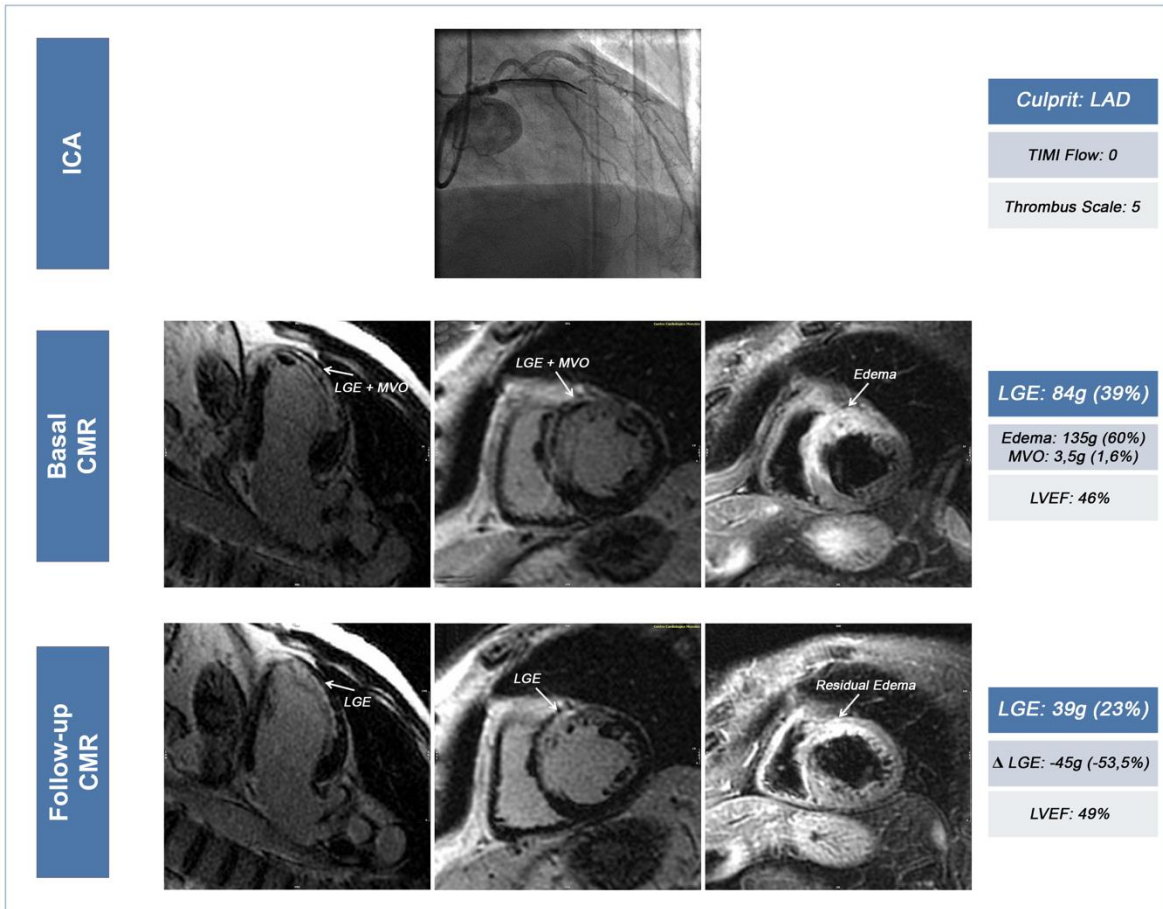 ICA
Culprit: LAD
TIMI Flow: 0
Thrombus Scale: 5
Basal
CMR
LGE + MVO
LGE + MVO
Edema
LGE: 84g (39%)
Edema: 135g (60%)
MVO: 3,5g (1,6%)
LVEF: 46%
Follow-up
CMR
LGE
LGE
Residual Edema
LGE: 39g (23%)
Δ LGE: -45g (-53,5%)
LVEF: 49%